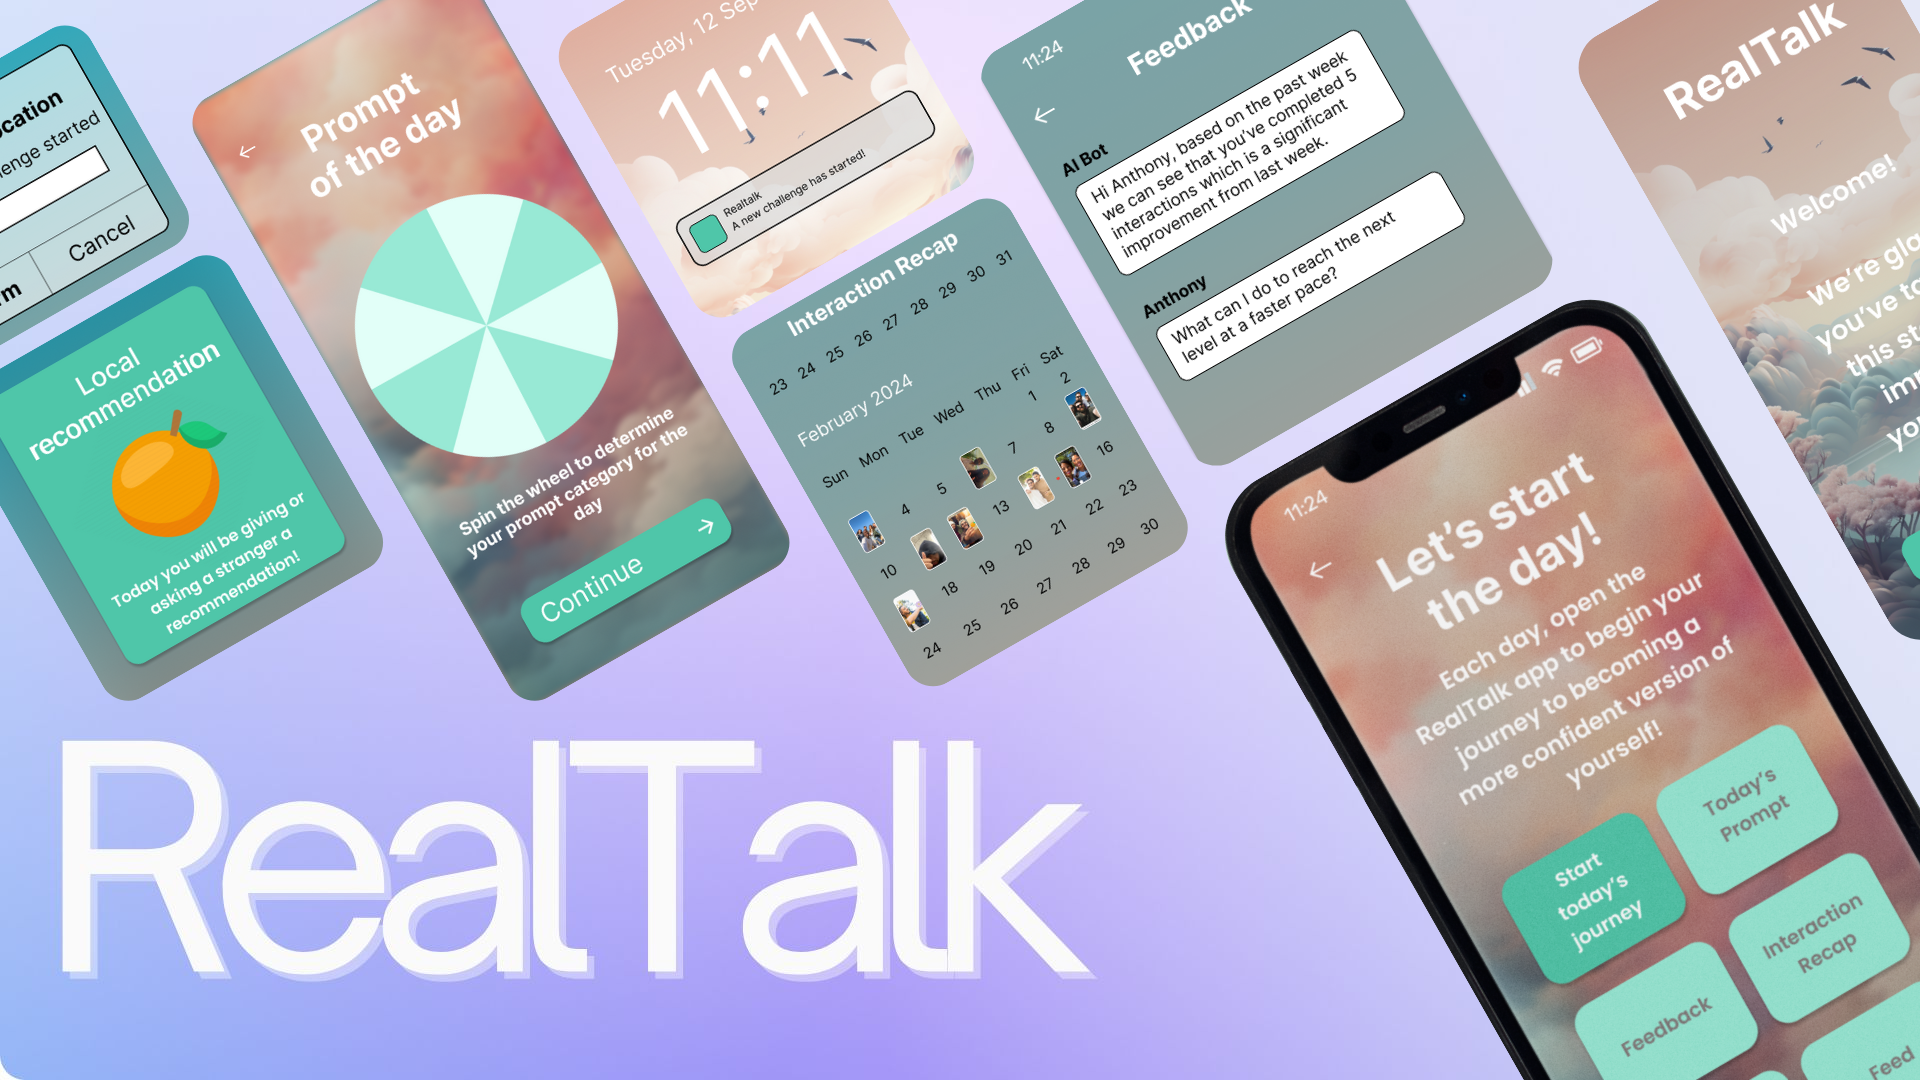 cation
enge started
Cancel
rm
Local
recommendation
Today you will be giving or
asking a stranger a
recommendation!
Prompt
of the day
Spin the wheel to determine
your prompt category for the
day
Continue
Tuesday, 12 Sep
11:11
Realtalk
A new challenge has started!
Interaction Recap
23 24 25 26 27 28 29 30 31
February 2024
Sun Mon Tue Wed Thu Fri Sat
1 2
4 5 7 8
10 13 16
18 19 20 21 22 23
24 25 26 27 28 29 30
11:24
Feedback
AI Bot
Hi Anthony, based on the past week
we can see that you've completed 5
interactions which is a significant
improvement from last week.
Anthony
What can I do to reach the next
level at a faster pace?
RealTalk
Welcome!
We're gla
you've to
this st
imp
yo
11:24
Let's start
the day!
Each day, open the
RealTalk app to begin your
journey to becoming a
more confident version of
yourself!
Start
today's
journey
Today's
Prompt
Interaction
Recap
Feedback
Feed
RealTalk